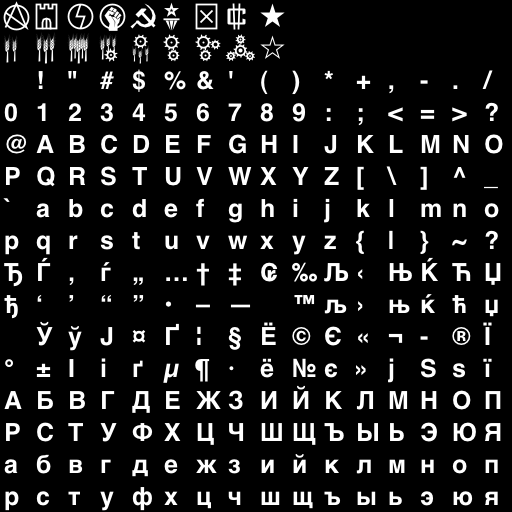 ! " # $ % & ' ( ) * + , - . /
0 1 2 3 4 5 6 7 8 9 : ; < = > ?
@ A B C D E F G H I J K L M N O
P Q R S T U V W X Y Z [ \ ] ^ _
` a b c d e f g h i j k l m n o
p q r s t u v w x y z { | } ~ ?
Ђ Ѓ ‚ ѓ „ … † ‡ ₢ ‰ Љ ‹ Њ Ќ Ћ Џ
ђ ‘ ’ “ ” • – — ™ љ › њ ќ ћ џ
Ў ў J ¤ Ґ ¦ § Ё © Є « ¬ - ® Ї
° ± І і ґ µ ¶ · ё № є » ј Ѕ ѕ ї
А Б В Г Д Е Ж З И Й К Л М Н О П
Р С Т У Ф Х Ц Ч Ш Щ Ъ Ы Ь Э Ю Я
а б в г д е ж з и й к л м н о п
р с т у ф х ц ч ш щ ъ ы ь э ю я